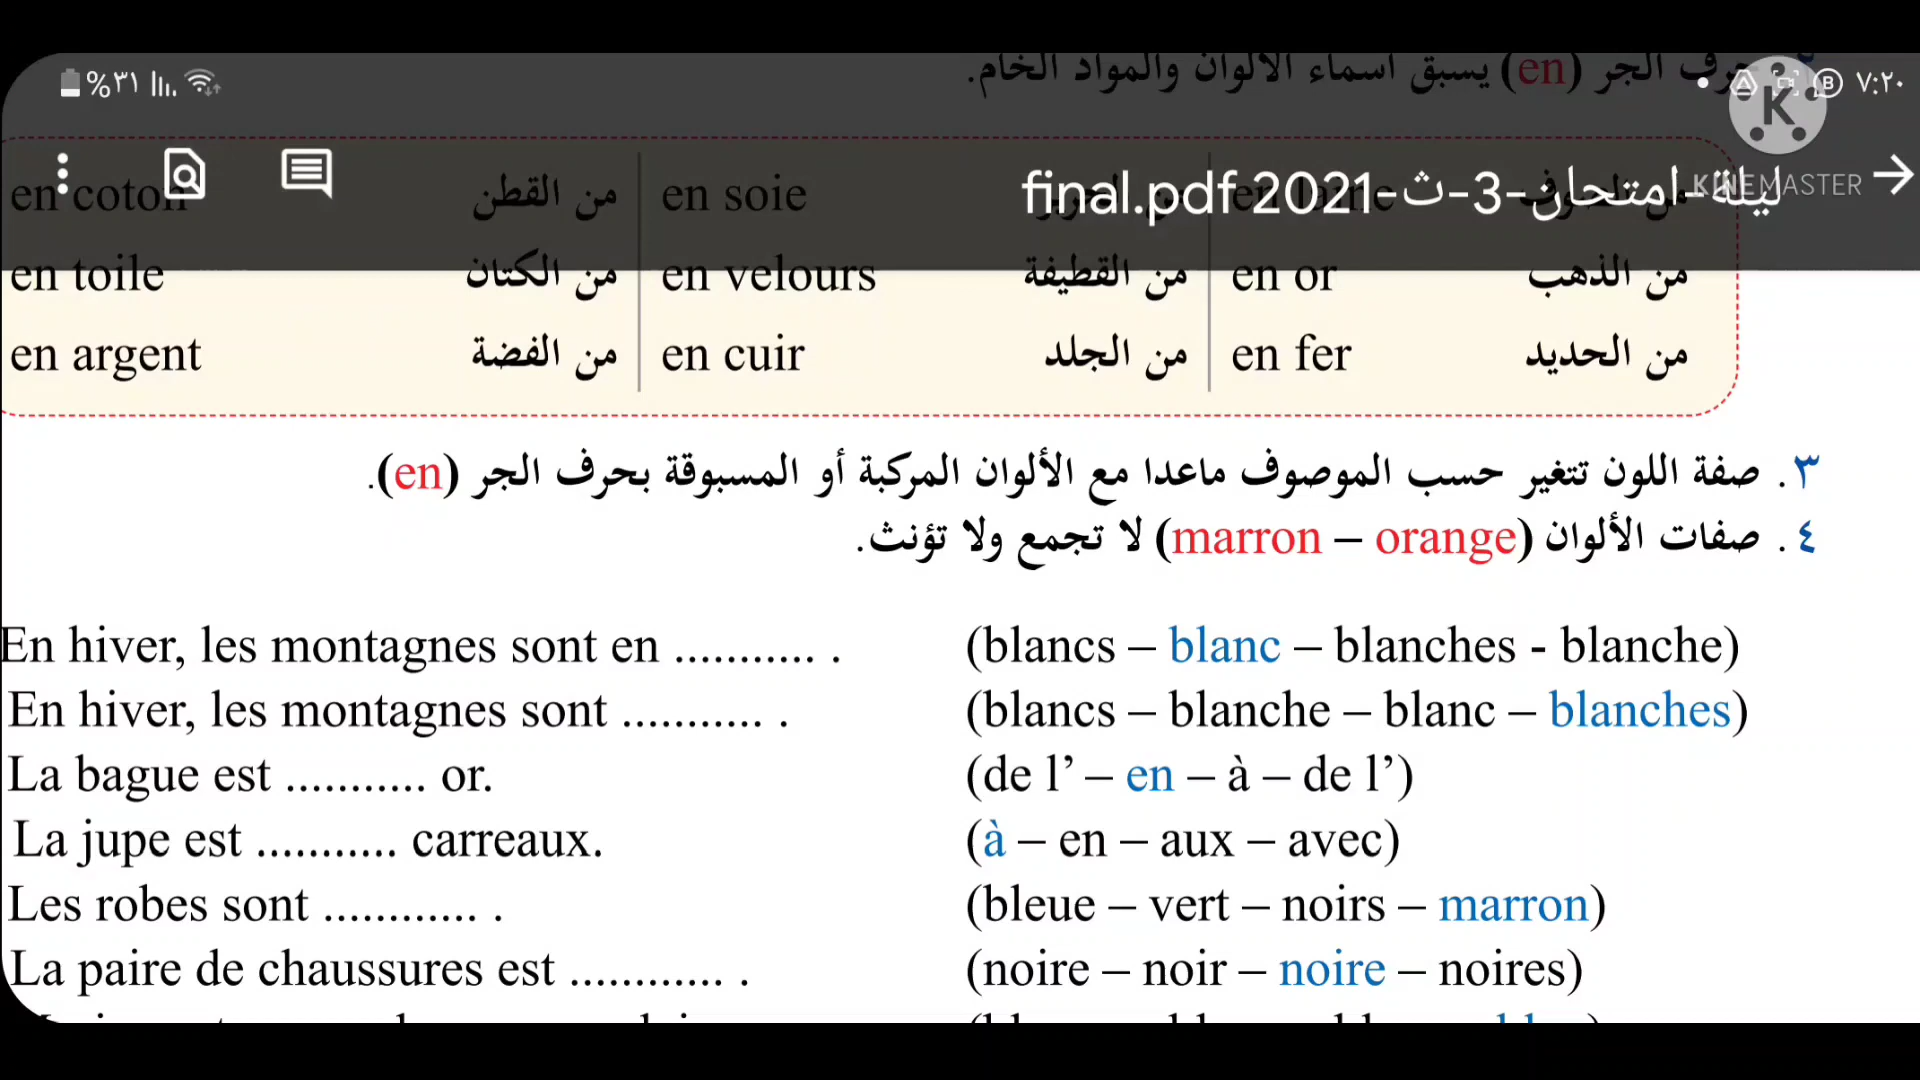 %٣١ ٧:٢٠
حرف الجر (en) يسبق أسماء الألوان والمواد الخام.
ليلة-امتحان-3-ث-2021 final.pdf
KINEMASTER
en coton من القطن en soie en laine
en toile من الكتان en velours من القطيفة en or من الذهب
en argent من الفضة en cuir من الجلد en fer من الحديد
٣. صفة اللون تتغير حسب الموصوف ماعدا مع الألوان المركبة أو المسبوقة بحرف الجر (en).
٤. صفات الألوان (marron – orange) لا تجمع ولا تؤنث.
En hiver, les montagnes sont en ........... . (blancs – blanc – blanches - blanche)
En hiver, les montagnes sont ........... . (blancs – blanche – blanc – blanches)
La bague est ........... or. (de l’ – en – à – de l’)
La jupe est ........... carreaux. (à – en – aux – avec)
Les robes sont ............ . (bleue – vert – noirs – marron)
La paire de chaussures est ............ . (noire – noir – noire – noires)